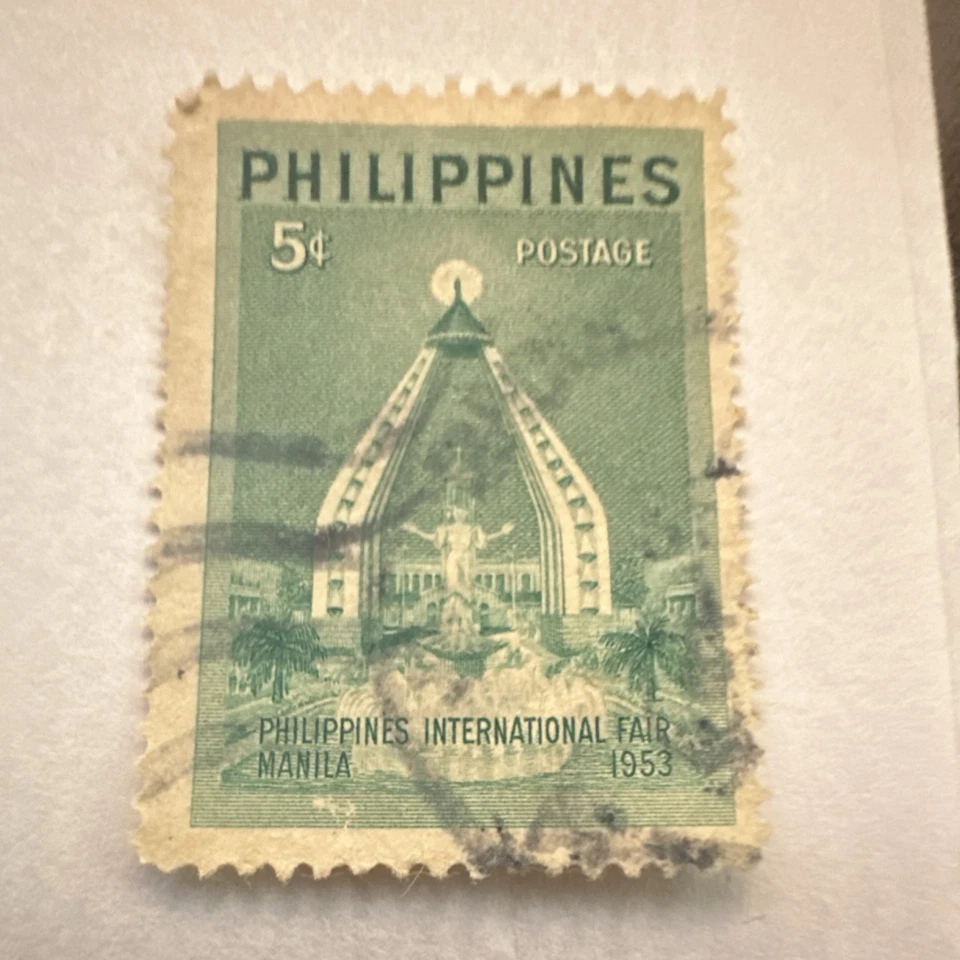 PHILIPPINES
5¢ POSTAGE
PHILIPPINES INTERNATIONAL FAIR
MANILA 1953